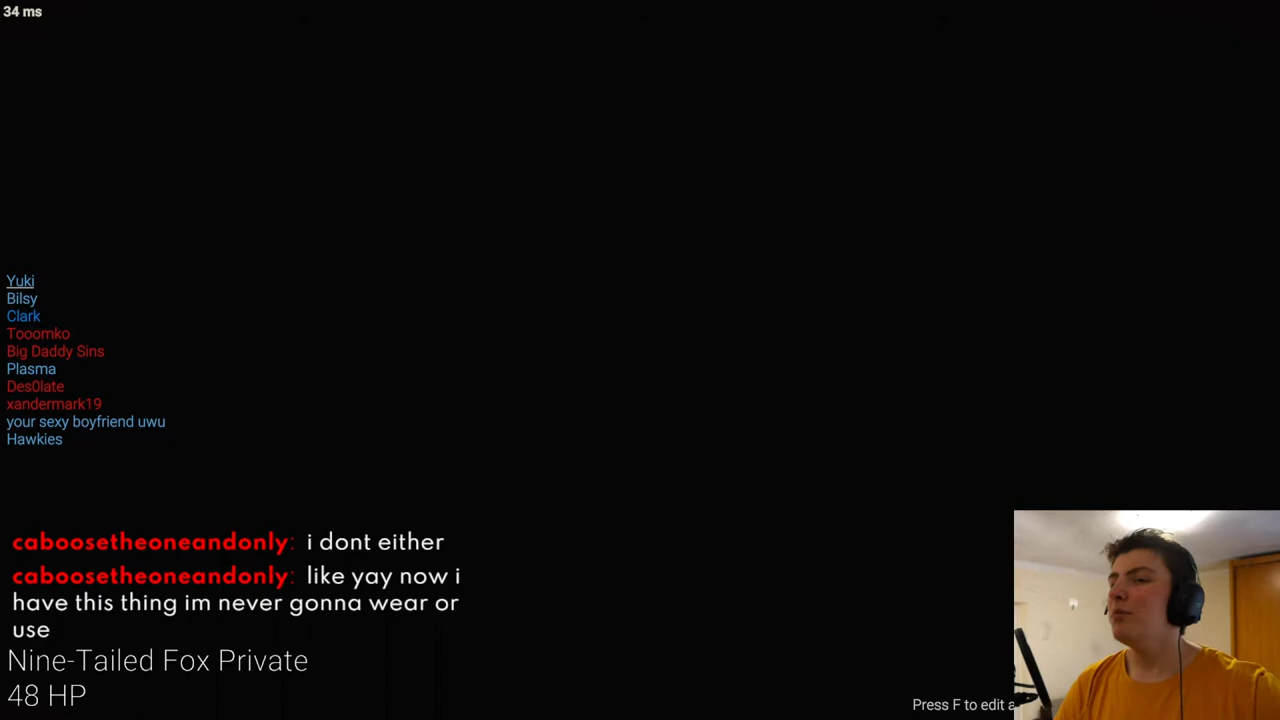 34 ms
Yuki
Bilsy
Clark
Tooomko
Big Daddy Sins
Plasma
Des0late
xandermark19
your sexy boyfriend uwu
Hawkies
caboosetheoneandonly: i dont either
caboosetheoneandonly: like yay now i
have this thing im never gonna wear or
use
Nine-Tailed Fox Private
48 HP
Press F to edit a